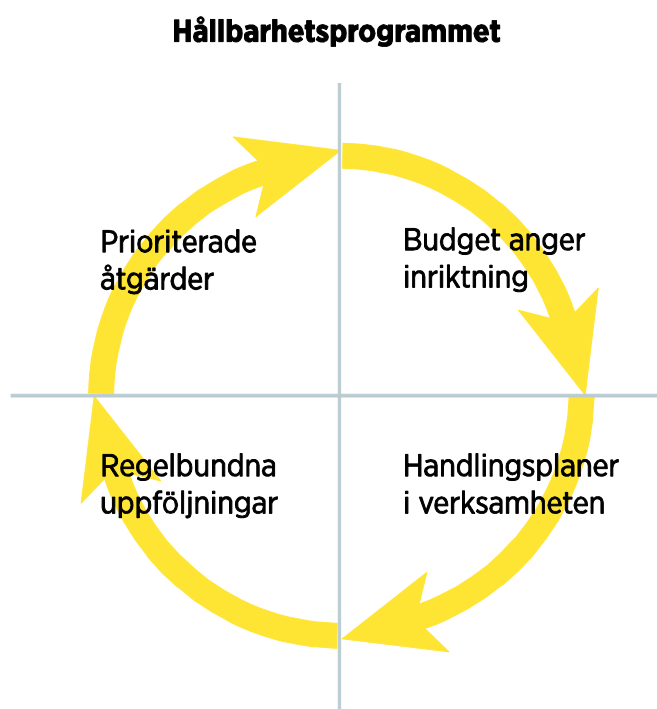 Hållbarhetsprogrammet
Prioriterade
åtgärder
Budget anger
inriktning
Regelbundna
uppföljningar
Handlingsplaner
i verksamheten